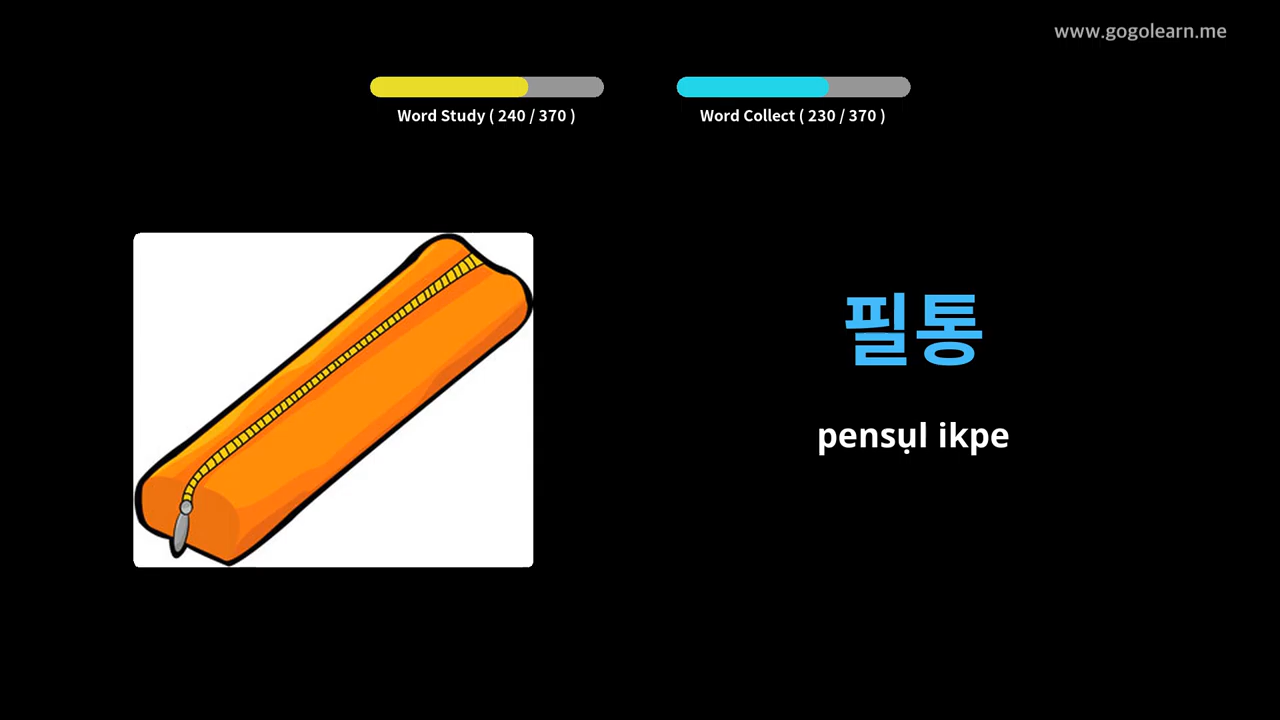 www.gogolearn.me
Word Study ( 240 / 370 )
Word Collect ( 230 / 370 )
필통
pensụl ikpe